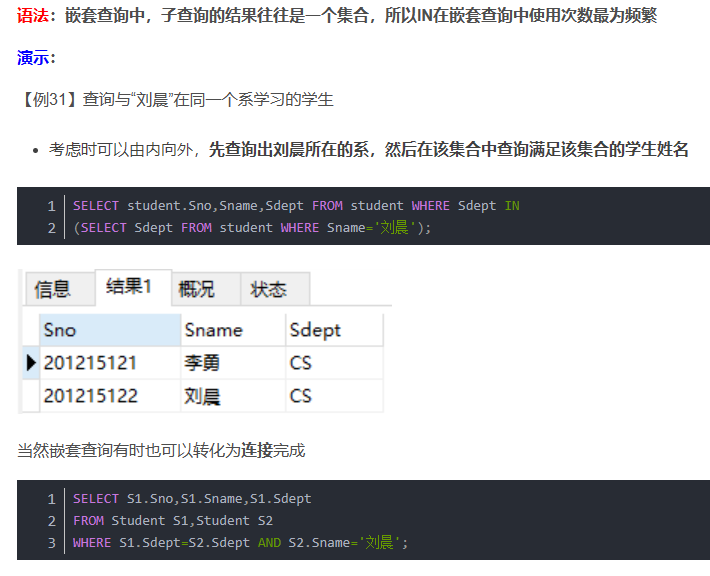 语法：嵌套查询中，子查询的结果往往是一个集合，所以IN在嵌套查询中使用次数最为频繁
演示：
【例31】查询与“刘晨”在同一个系学习的学生
• 考虑时可以由内向外，先查询出刘晨所在的系，然后在该集合中查询满足该集合的学生姓名
1 SELECT student.Sno,Sname,Sdept FROM student WHERE Sdept IN
2 (SELECT Sdept FROM student WHERE Sname='刘晨');
信息 结果1 概况 状态
Sno Sname Sdept
201215121 李勇 CS
201215122 刘晨 CS
当然嵌套查询有时也可以转化为连接完成
1 SELECT S1.Sno,S1.Sname,S1.Sdept
2 FROM Student S1,Student S2
3 WHERE S1.Sdept=S2.Sdept AND S2.Sname='刘晨';